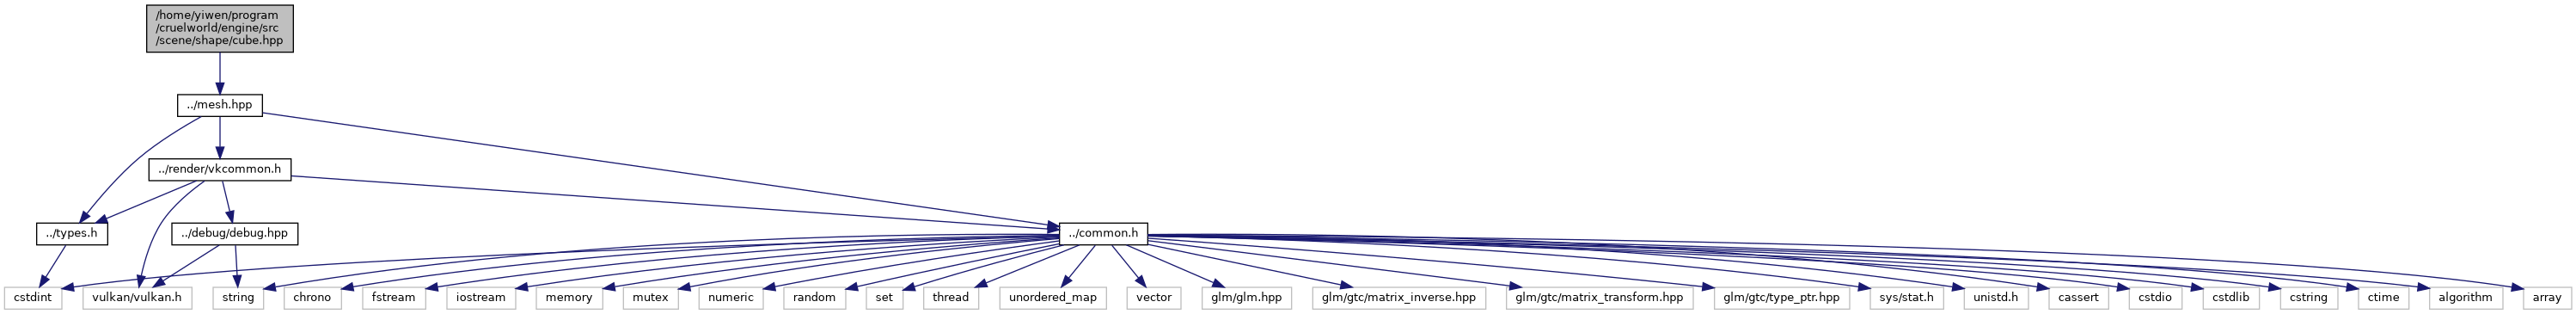 /home/yiwen/program
/cruelworld/engine/src
/scene/shape/cube.hpp
../mesh.hpp
../render/vkcommon.h
../types.h
../debug/debug.hpp
../common.h
cstdint
vulkan/vulkan.h
string
chrono
fstream
iostream
memory
mutex
numeric
random
set
thread
unordered_map
vector
glm/glm.hpp
glm/gtc/matrix_inverse.hpp
glm/gtc/matrix_transform.hpp
glm/gtc/type_ptr.hpp
sys/stat.h
unistd.h
cassert
cstdio
cstdlib
cstring
ctime
algorithm
array